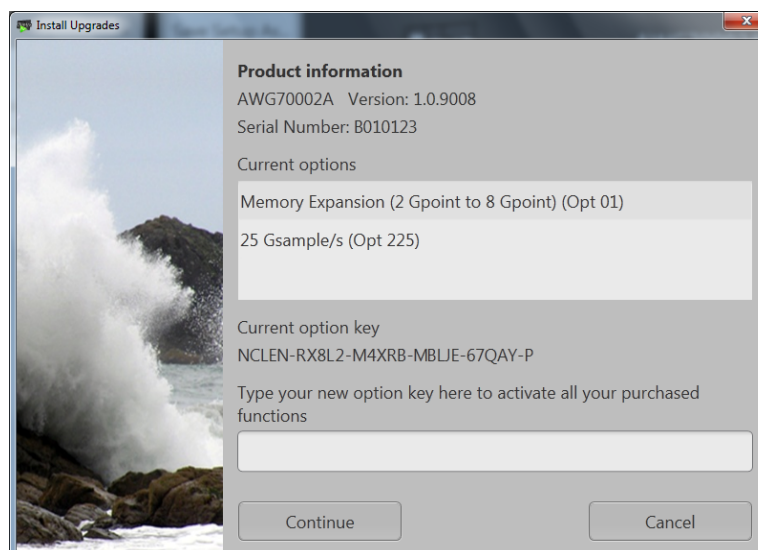 Install Upgrades
Product information
AWG70002A Version: 1.0.9008
Serial Number: B010123
Current options
Memory Expansion (2 Gpoint to 8 Gpoint) (Opt 01)
25 Gsample/s (Opt 225)
Current option key
NCLEN-RX8L2-M4XRB-MBLJE-67QAY-P
Type your new option key here to activate all your purchased
functions
Continue
Cancel